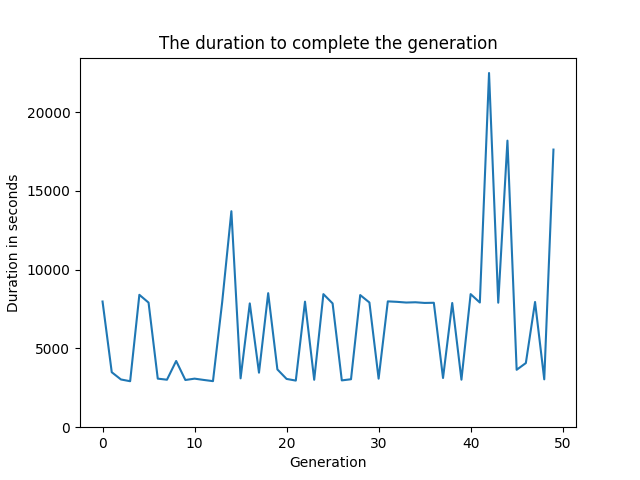 The duration to complete the generation
20000
15000
10000
5000
0
Duration in seconds
0 10 20 30 40 50
Generation